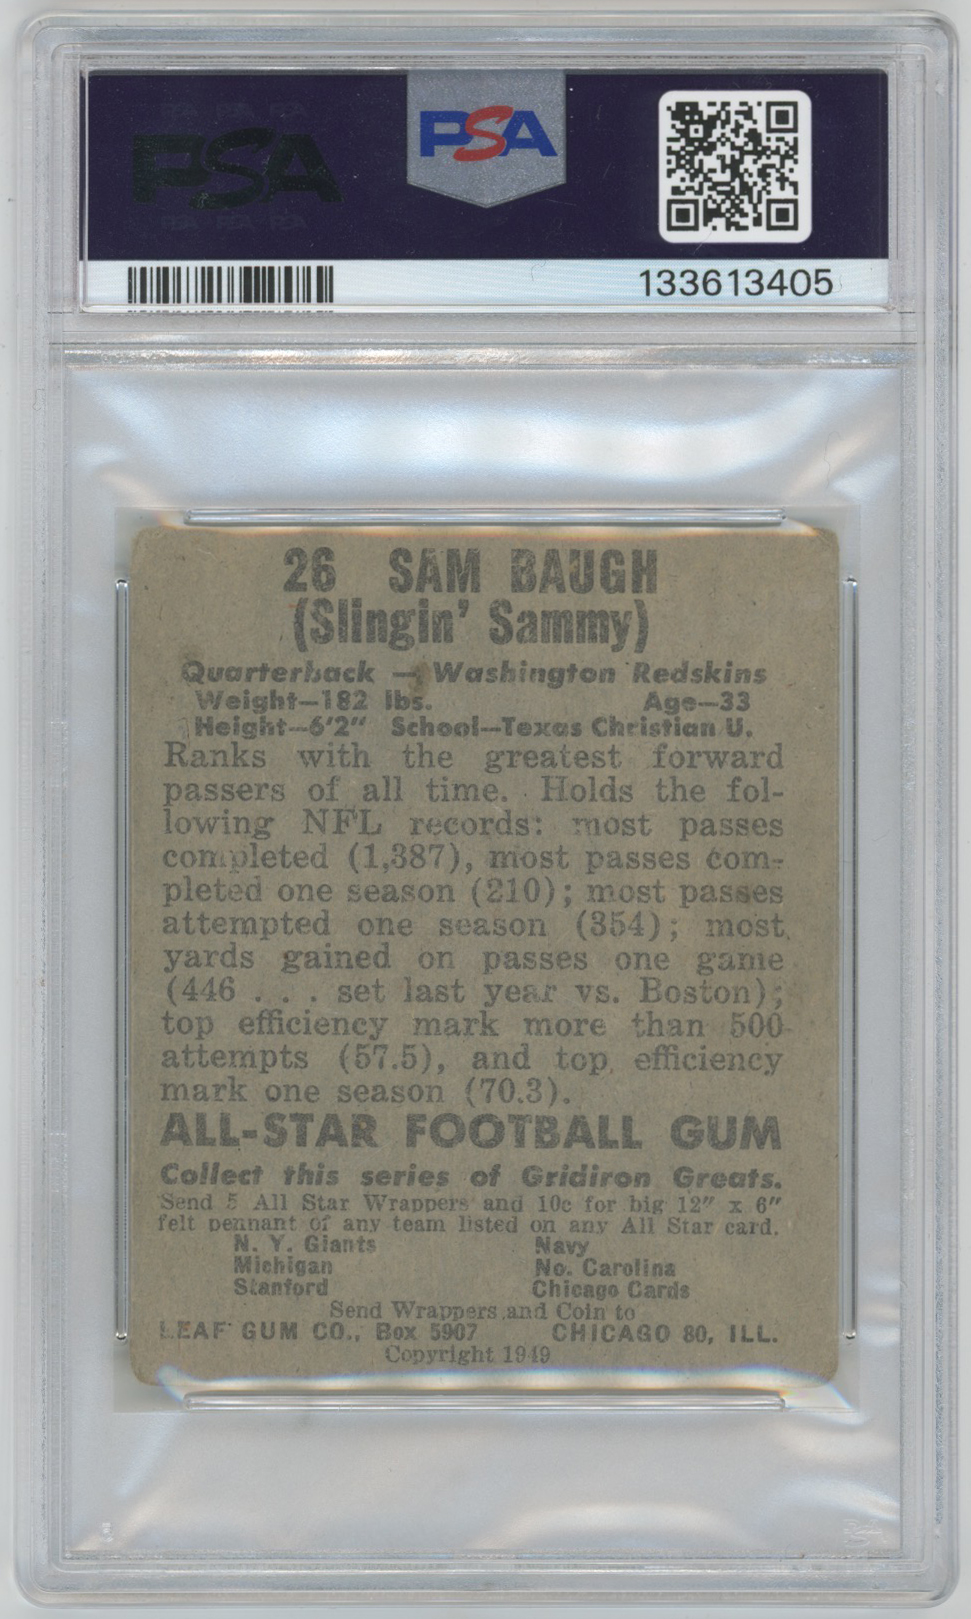 PSA
PSA
133613405
26 SAM BAUGH
(Slingin' Sammy)
Quarterback — Washington Redskins
Weight—182 lbs. Age—33
Height—6'2" School—Texas Christian U.
Ranks with the greatest forward
passers of all time. Holds the fol-
lowing NFL records: most passes
completed (1,387), most passes com-
pleted one season (210); most passes
attempted one season (354); most
yards gained on passes one game
(446 . . . set last year vs. Boston);
top efficiency mark more than 500
attempts (57.5), and top efficiency
mark one season (70.3).
ALL-STAR FOOTBALL GUM
Collect this series of Gridiron Greats.
Send 5 All Star Wrappers and 10c for big 12" x 6"
felt pennant of any team listed on any All Star card.
N. Y. Giants Navy
Michigan No. Carolina
Stanford Chicago Cards
Send Wrappers and Coin to
LEAF GUM CO., Box 5907 CHICAGO 80, ILL.
Copyright 1949